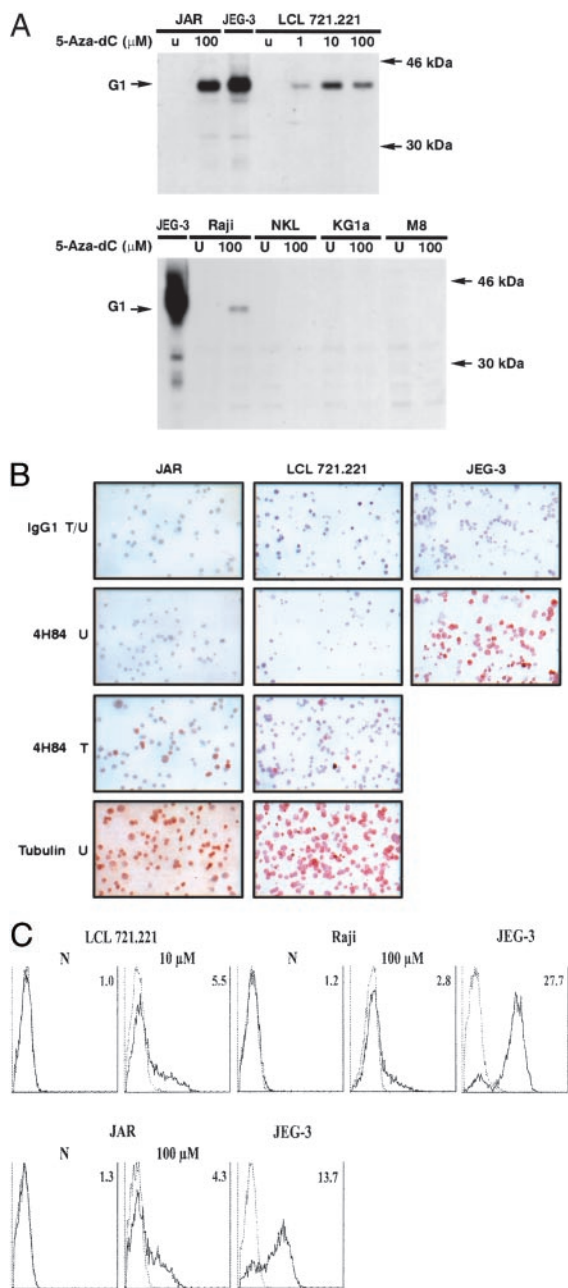 A
JAR JEG-3 LCL 721.221
5-Aza-dC (µM) u 100 u 1 10 100
46 kDa
G1
30 kDa
JEG-3 Raji NKL KG1a M8
5-Aza-dC (µM) U 100 U 100 U 100 U 100
46 kDa
G1
30 kDa
B
JAR LCL 721.221 JEG-3
IgG1 T/U
4H84 U
4H84 T
Tubulin U
C
LCL 721.221 Raji JEG-3
N 10 µM N 100 µM
1.0 5.5 1.2 2.8 27.7
JAR JEG-3
N 100 µM
1.3 4.3 13.7